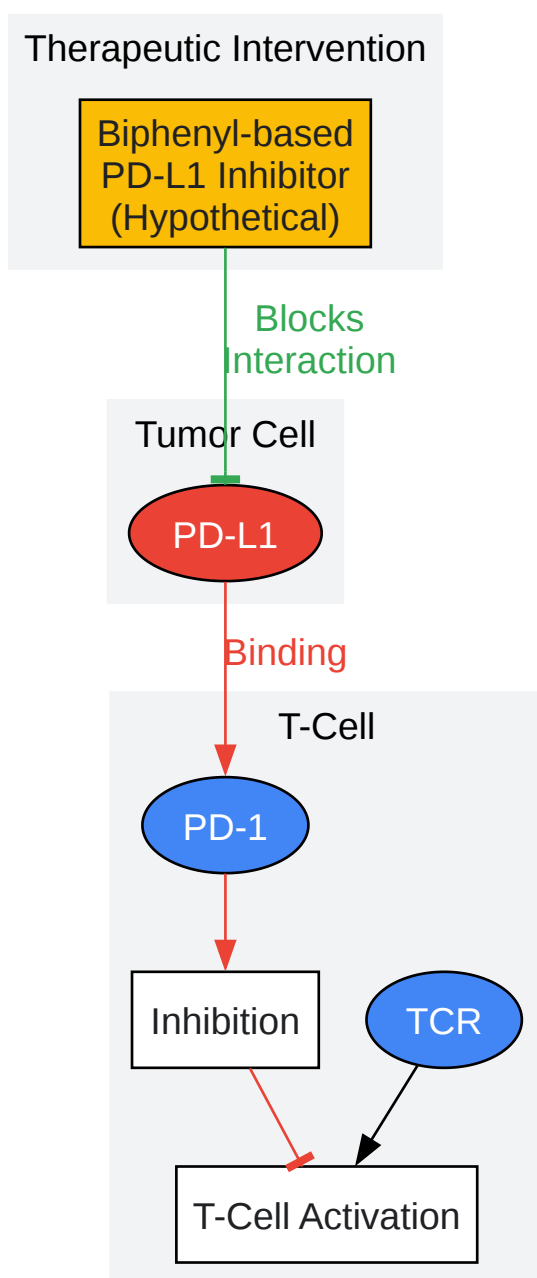 Therapeutic Intervention
Biphenyl-based
PD-L1 Inhibitor
(Hypothetical)
Blocks
Interaction
Tumor Cell
PD-L1
Binding
T-Cell
PD-1
Inhibition
TCR
T-Cell Activation